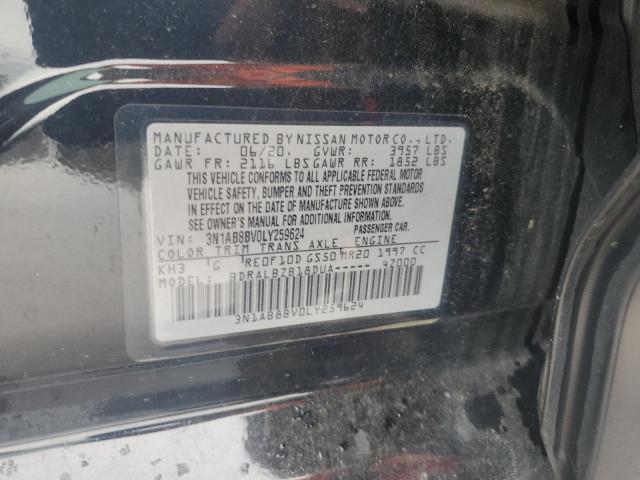 MANUFACTURED BY NISSAN MOTOR CO., LTD.
DATE: 06/20. GVWR: 3957 LBS
GAWR FR: 2116 LBS GAWR RR: 1852 LBS
THIS VEHICLE CONFORMS TO ALL APPLICABLE FEDERAL MOTOR
VEHICLE SAFETY, BUMPER AND THEFT PREVENTION STANDARDS
IN EFFECT ON THE DATE OF MANUFACTURE SHOWN ABOVE.
SEE OWNER'S MANUAL FOR ADDITIONAL INFORMATION.
VIN: 3N1AB8BV0LY259624 PASSENGER CAR.
COLOR TRIM TRANS AXLE ENGINE
KH3 G RE0F10D GS50 MR20 1997 CC
MODEL: BDRALBZB18DUA----- 4Z000
3N1AB8BV0LY259624